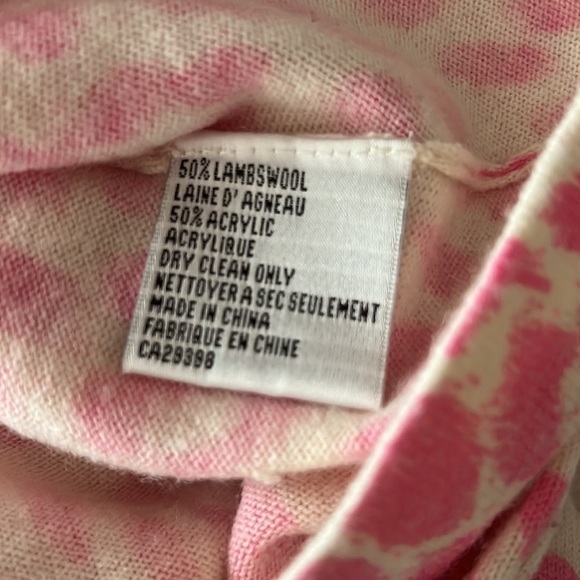 50% LAMBSWOOL
LAINE D' AGNEAU
50% ACRYLIC
ACRYLIQUE
DRY CLEAN ONLY
NETTOYER A SEC SEULEMENT
MADE IN CHINA
FABRIQUE EN CHINE
CA29398